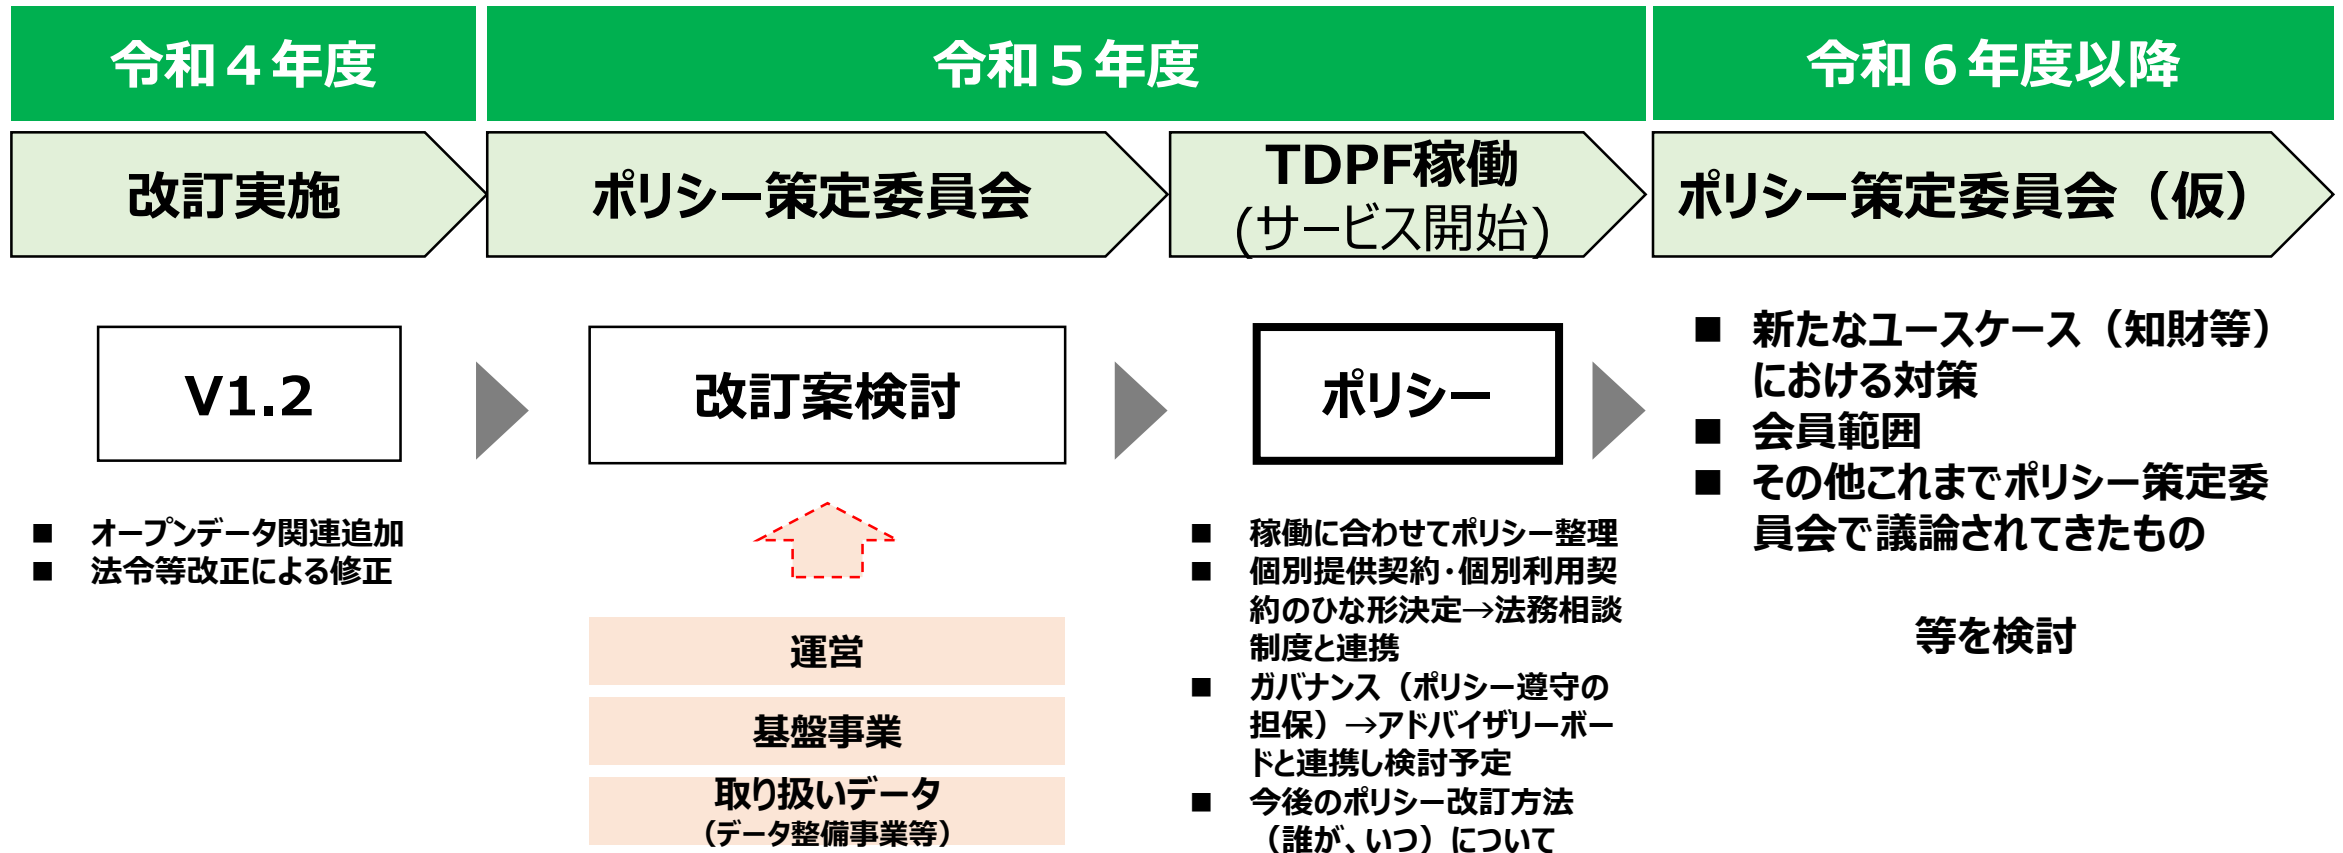 令和４年度
令和５年度
令和６年度以降
改訂実施
ポリシー策定委員会
TDPF稼働
(サービス開始)
ポリシー策定委員会（仮）
V1.2
■ オープンデータ関連追加
■ 法令等改正による修正
改訂案検討
運営
基盤事業
取り扱いデータ
（データ整備事業等）
ポリシー
■ 稼働に合わせてポリシー整理
■ 個別提供契約・個別利用契
約のひな形決定→法務相談
制度と連携
■ ガバナンス（ポリシー遵守の
担保）→アドバイザリーボー
ドと連携し検討予定
■ 今後のポリシー改訂方法
（誰が、いつ）について
■ 新たなユースケース（知財等）
における対策
■ 会員範囲
■ その他これまでポリシー策定委
員会で議論されてきたもの
等を検討